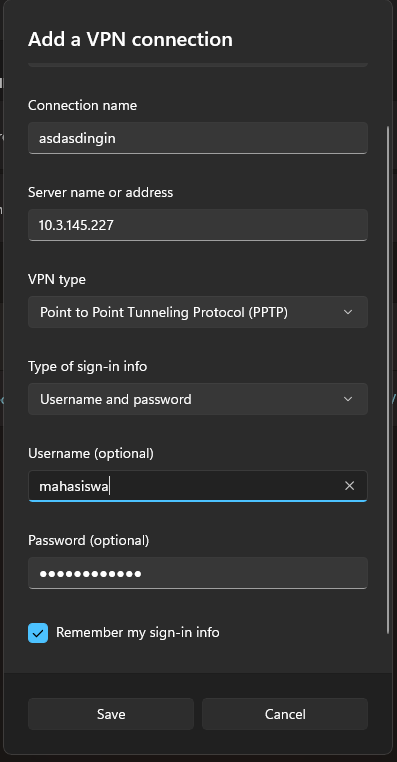 Add a VPN connection
Connection name
asdasdingin
Server name or address
10.3.145.227
VPN type
Point to Point Tunneling Protocol (PPTP)
Type of sign-in info
Username and password
Username (optional)
mahasiswa
Password (optional)
●●●●●●●●●●●●
Remember my sign-in info
Save
Cancel